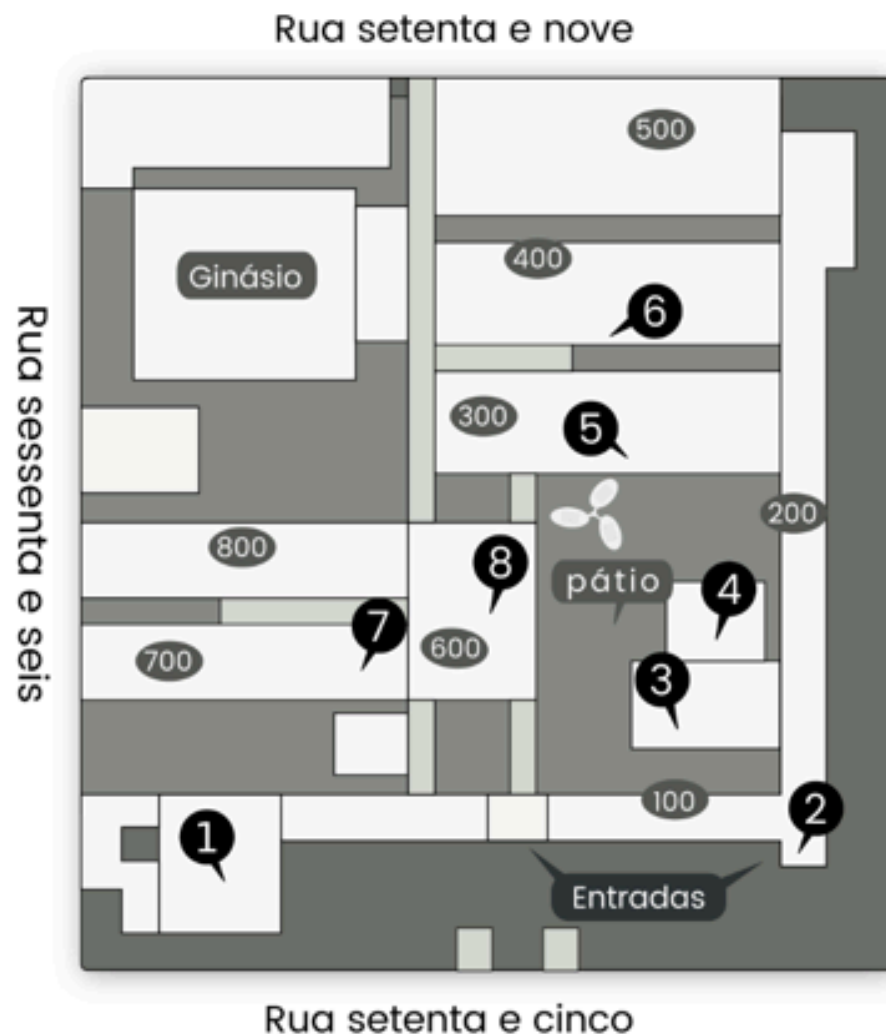 Rua setenta e nove
500
400
Ginásio
6
Rua sessenta e seis
300
5
200
800
8
pátio
4
7
600
700
3
100
2
1
Entradas
Rua setenta e cinco